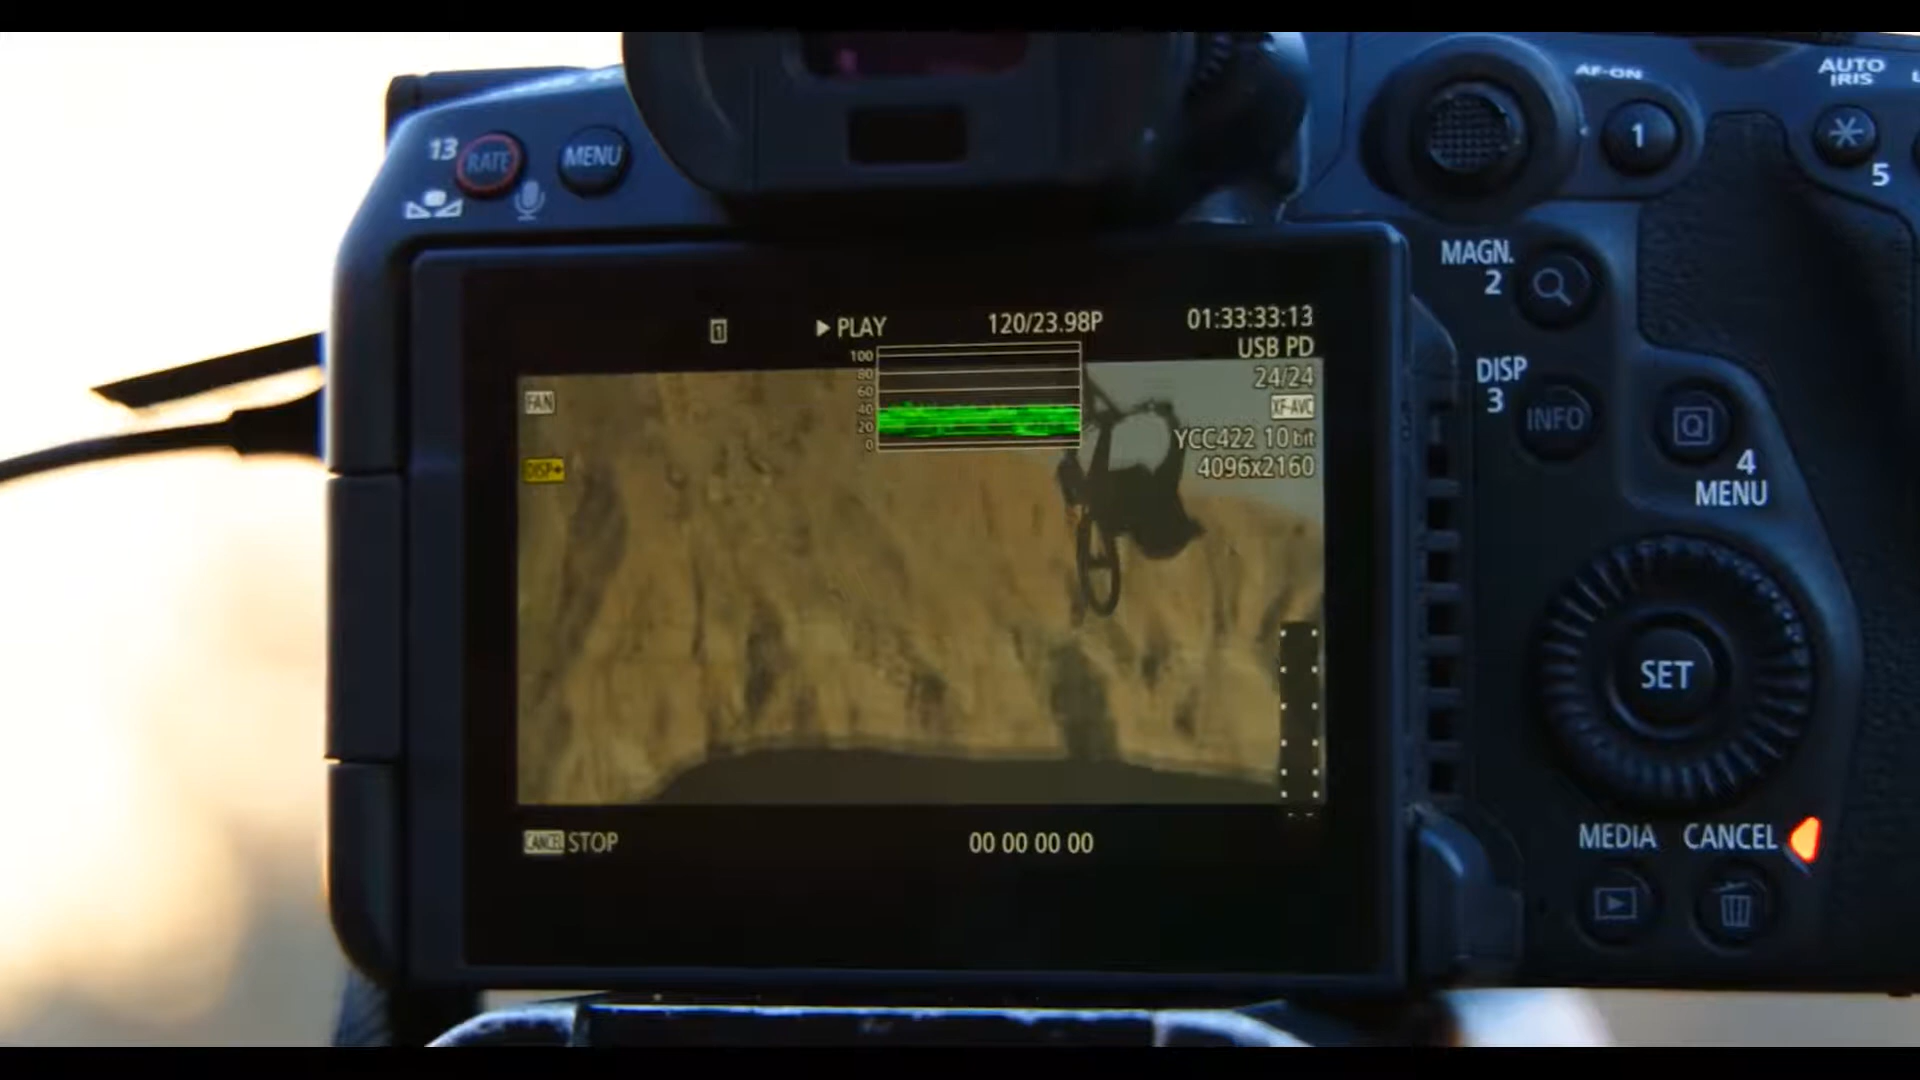 AF-ON
AUTO
IRIS
13
RATE
MENU
1
5
MAGN.
2
DISP
3
INFO
Q
4
MENU
1
PLAY
120/23.98P
01:33:33:13
USB PD
24/24
XF-AVC
YCC422 10 bit
4096x2160
100
80
60
40
20
0
FAN
DISP
CANCEL STOP
00 00 00 00
SET
MEDIA CANCEL